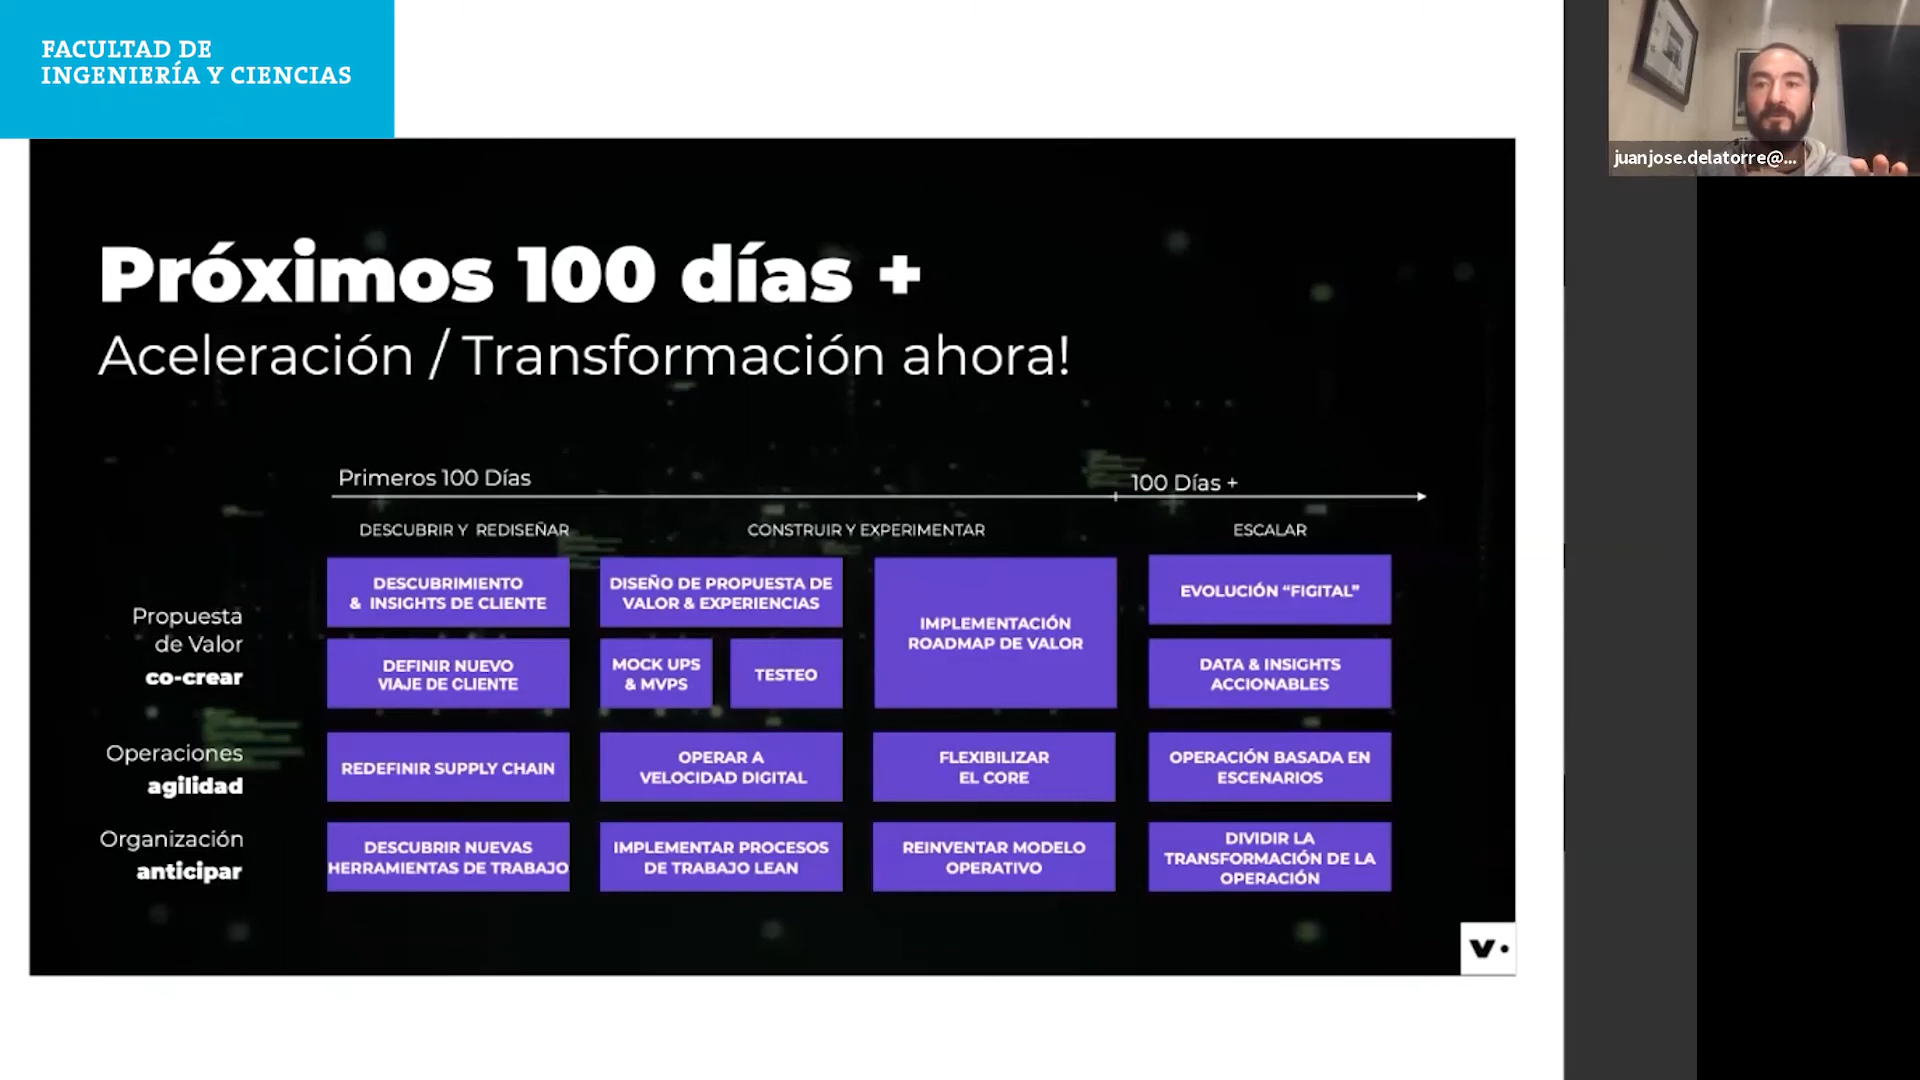 FACULTAD DE
INGENIERÍA Y CIENCIAS
juanjose.delatorre@...
Próximos 100 días +
Aceleración / Transformación ahora!
Primeros 100 Días
100 Días +
DESCUBRIR Y REDISEÑAR
CONSTRUIR Y EXPERIMENTAR
ESCALAR
Propuesta
de Valor
co-crear
DESCUBRIMIENTO
& INSIGHTS DE CLIENTE
DISEÑO DE PROPUESTA DE
VALOR & EXPERIENCIAS
IMPLEMENTACIÓN
ROADMAP DE VALOR
EVOLUCIÓN “FIGITAL”
DEFINIR NUEVO
VIAJE DE CLIENTE
MOCK UPS
& MVPS
TESTEO
DATA & INSIGHTS
ACCIONABLES
Operaciones
agilidad
REDEFINIR SUPPLY CHAIN
OPERAR A
VELOCIDAD DIGITAL
FLEXIBILIZAR
EL CORE
OPERACIÓN BASADA EN
ESCENARIOS
Organización
anticipar
DESCUBRIR NUEVAS
HERRAMIENTAS DE TRABAJO
IMPLEMENTAR PROCESOS
DE TRABAJO LEAN
REINVENTAR MODELO
OPERATIVO
DIVIDIR LA
TRANSFORMACIÓN DE LA
OPERACIÓN
V.